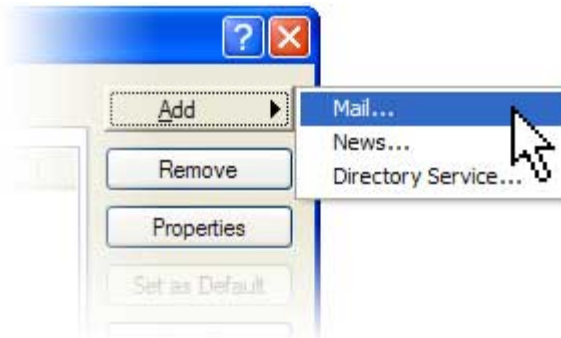 Add
Mail...
News...
Directory Service...
Remove
Properties
Set as Default